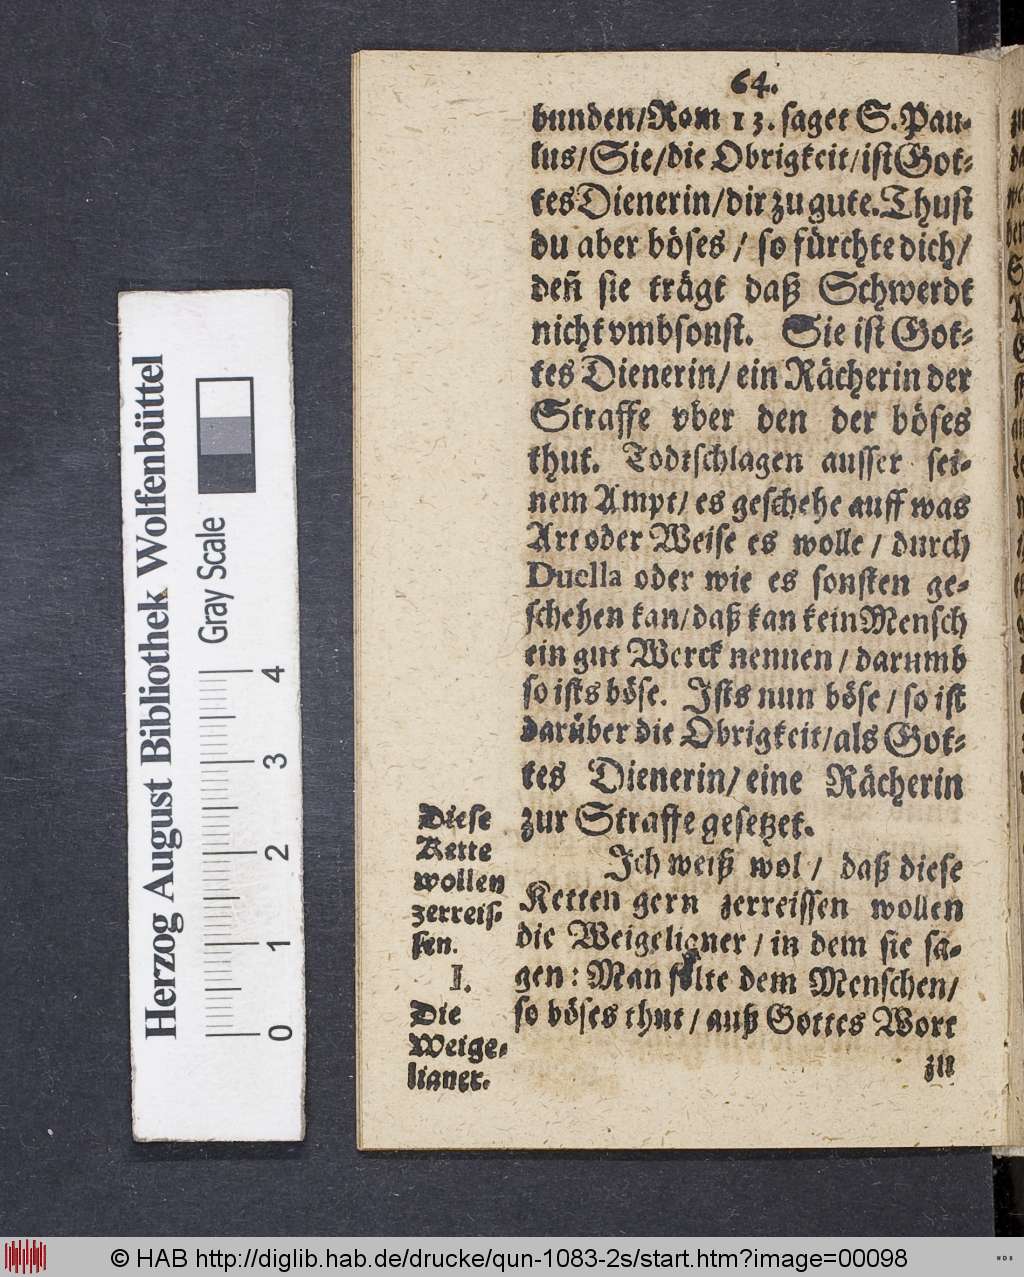 64.
bunden/Rom 13. saget S. Pau-
lus/Sie/die Obrigkeit/ist Got-
tes Dienerin/dir zu gute. Thust
du aber böses / so fürchte dich/
deñ sie trägt daß Schwerdt
nicht vmbsonst. Sie ist Got-
tes Dienerin/ ein Rächerin der
Straffe vber den der böses
thut. Todtschlagen ausser sei-
nem Ampt/ es geschehe auff was
Art oder Weise es wolle / durch
Duella oder wie es sonsten ge-
schehen kan/daß kan kein Mensch
ein gut Werck nennen / darumb
so ists böse. Ists nun böse / so ist
darüber die Obrigkeit/als Got-
tes Dienerin/ eine Rächerin
zur Straffe gesetzet.
Ich weiß wol / daß diese
Ketten gern zerreissen wollen
die Weigelianer / in dem sie sa-
gen: Man solte dem Menschen/
so böses thut / auß Gottes Wort
zu
Diese
Kette
wollen
zerreis-
sen.
I.
Die
Weige-
lianer.
Herzog August Bibliothek Wolfenbüttel
Gray Scale
0 1 2 3 4
© HAB http://diglib.hab.de/drucke/qun-1083-2s/start.htm?image=00098